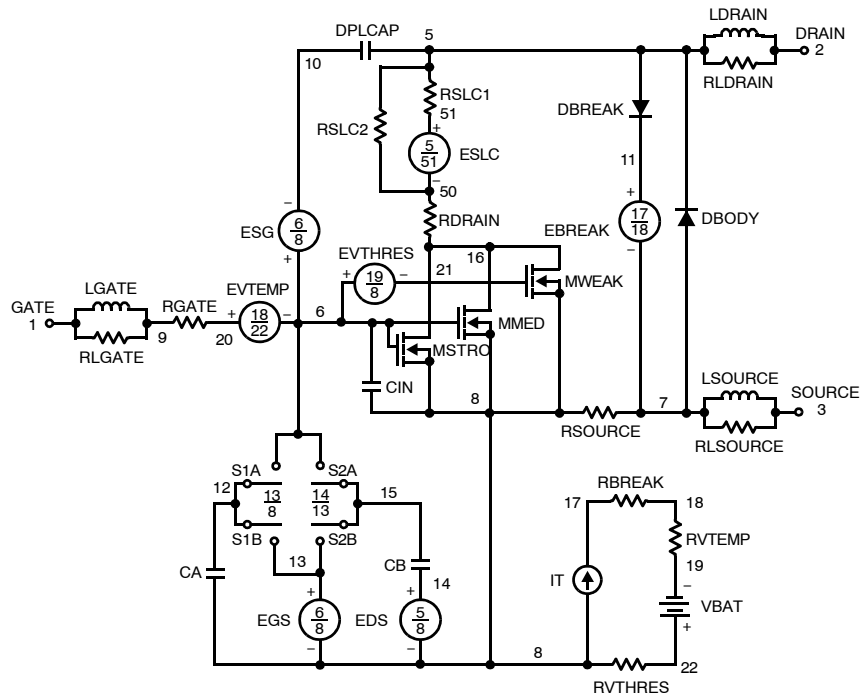 LDRAIN
DPLCAP 5 DRAIN
10 2
RLDRAIN
RSLC1
51
DBREAK
RSLC2
+
5
51
ESLC
11
−
50
−
+
6
8
ESG
RDRAIN
EBREAK
17
18
DBODY
+
EVTHRES
16
−
+
19
8
−
21
MWEAK
LGATE
EVTEMP
GATE
1
RGATE
+
18
22
−
6
MMED
9
20
MSTRO
RLGATE
CIN
8
7
LSOURCE
SOURCE
3
RSOURCE
RLSOURCE
S1A
S2A
12
13
8
14
13
15
RBREAK
17
18
S1B
S2B
RVTEMP
13
CB
19
CA
14
IT
−
+
+
VBAT
EGS
6
8
EDS
5
8
+
−
−
8
22
RVTHRES